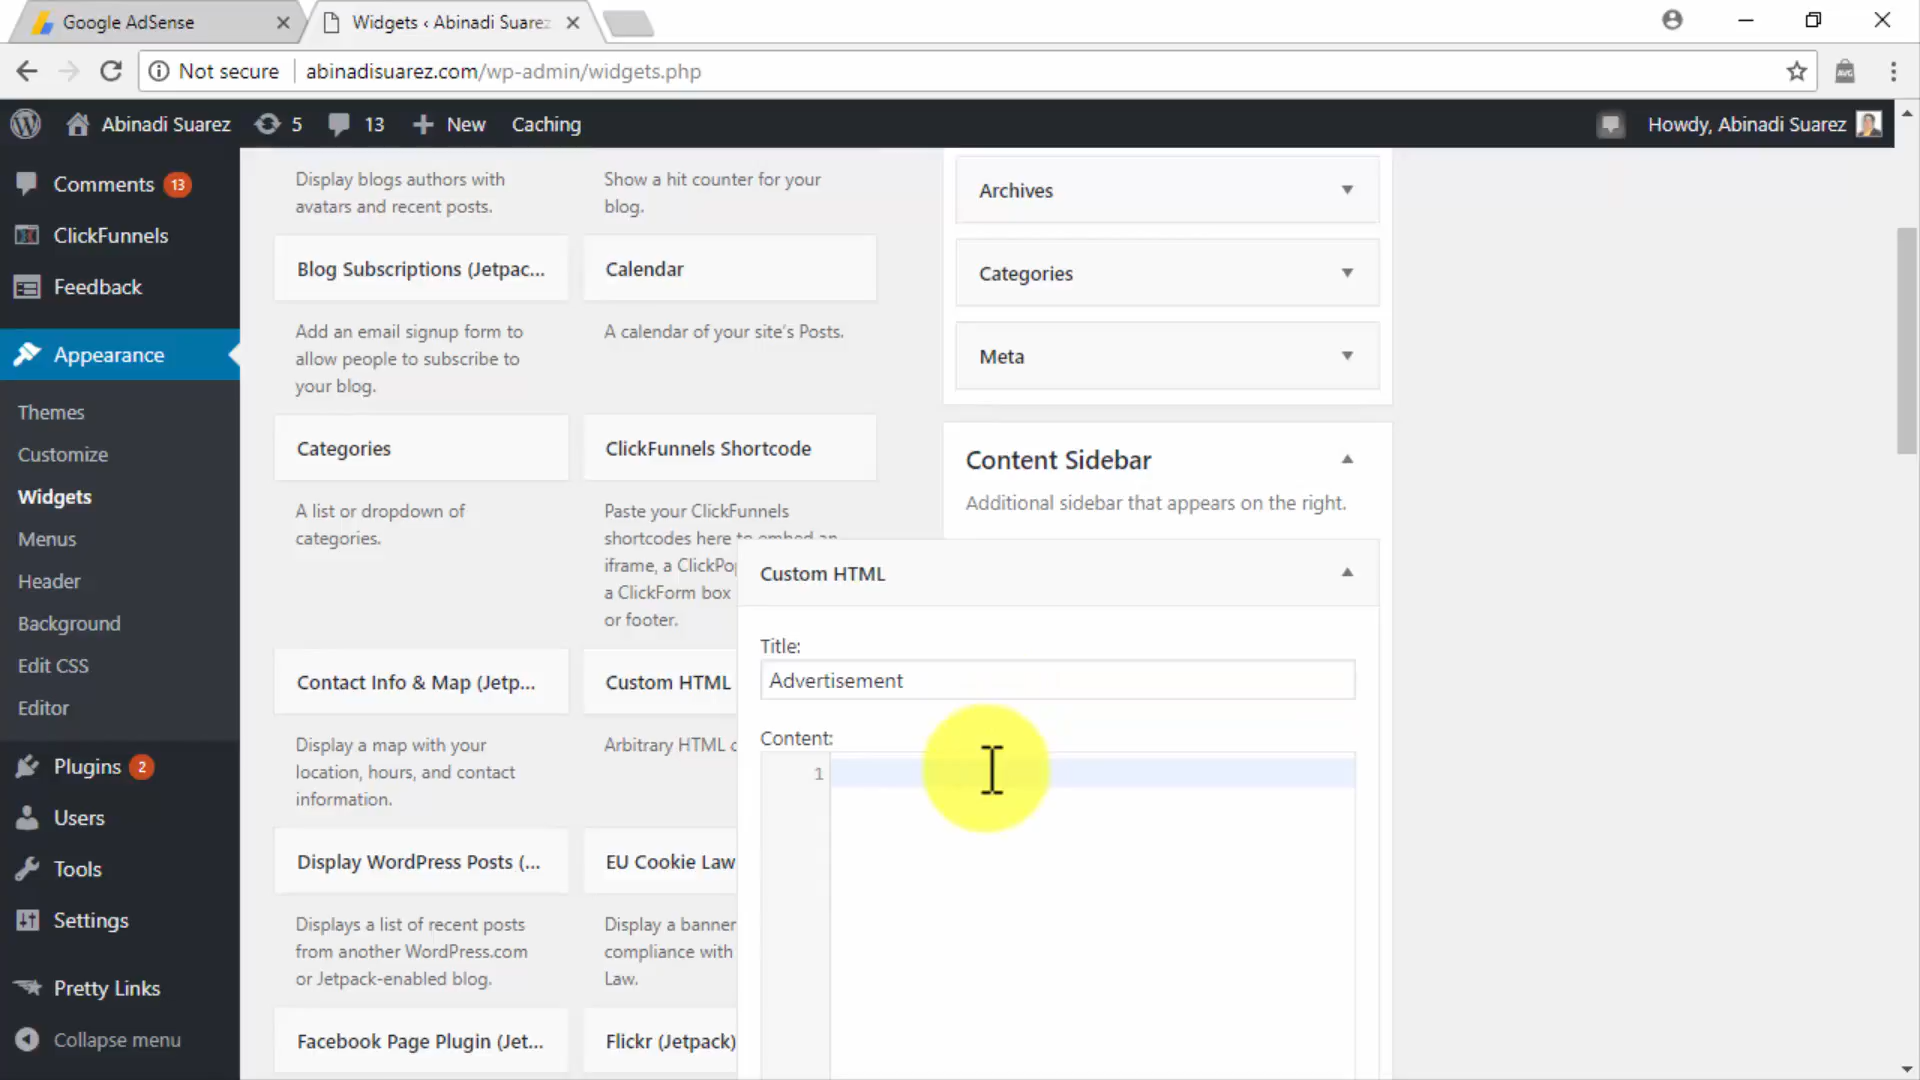 Google AdSense
Widgets ‹ Abinadi Suarez
Not secure
abinadisuarez.com/wp-admin/widgets.php
Abinadi Suarez
5
13
New
Caching
Howdy, Abinadi Suarez
Comments 13
ClickFunnels
Feedback
Appearance
Themes
Customize
Widgets
Menus
Header
Background
Edit CSS
Editor
Plugins 2
Users
Tools
Settings
Pretty Links
Collapse menu
Display blogs authors with
avatars and recent posts.
Show a hit counter for your
blog.
Blog Subscriptions (Jetpac...
Calendar
Add an email signup form to
allow people to subscribe to
your blog.
A calendar of your site's Posts.
Categories
ClickFunnels Shortcode
A list or dropdown of
categories.
Paste your ClickFunnels
shortcodes here to embed an
iframe, a ClickPo
a ClickForm box
or footer.
Contact Info & Map (Jetp...
Custom HTML
Display a map with your
location, hours, and contact
information.
Arbitrary HTML c
Display WordPress Posts (...
EU Cookie Law
Displays a list of recent posts
from another WordPress.com
or Jetpack-enabled blog.
Display a banner
compliance with
Law.
Facebook Page Plugin (Jet...
Flickr (Jetpack)
Archives
Categories
Meta
Content Sidebar
Additional sidebar that appears on the right.
Custom HTML
Title:
Advertisement
Content:
1